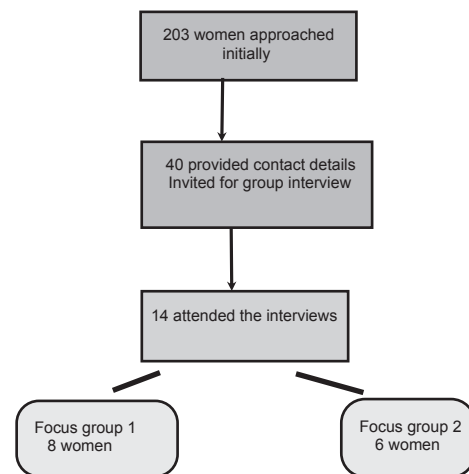 203 women approached
initially
40 provided contact details
Invited for group interview
14 attended the interviews
Focus group 1
8 women
Focus group 2
6 women